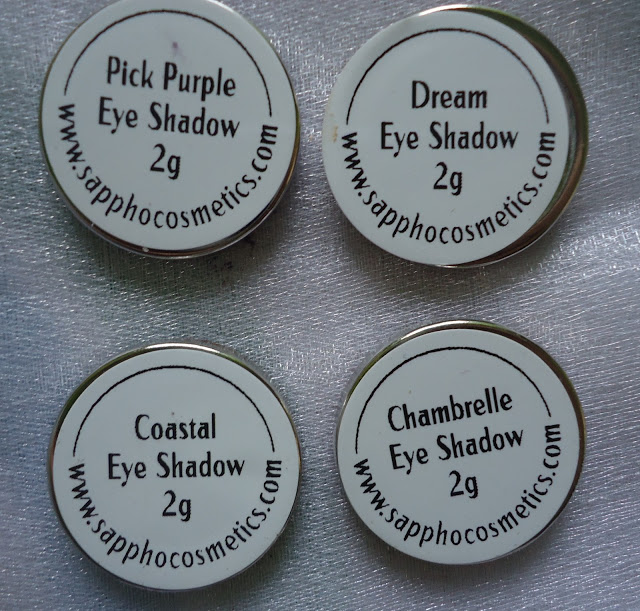 Pick Purple
Eye Shadow
2g
www.sapphocosmetics.com
Dream
Eye Shadow
2g
www.sapphocosmetics.com
Coastal
Eye Shadow
2g
www.sapphocosmetics.com
Chambrelle
Eye Shadow
2g
www.sapphocosmetics.com